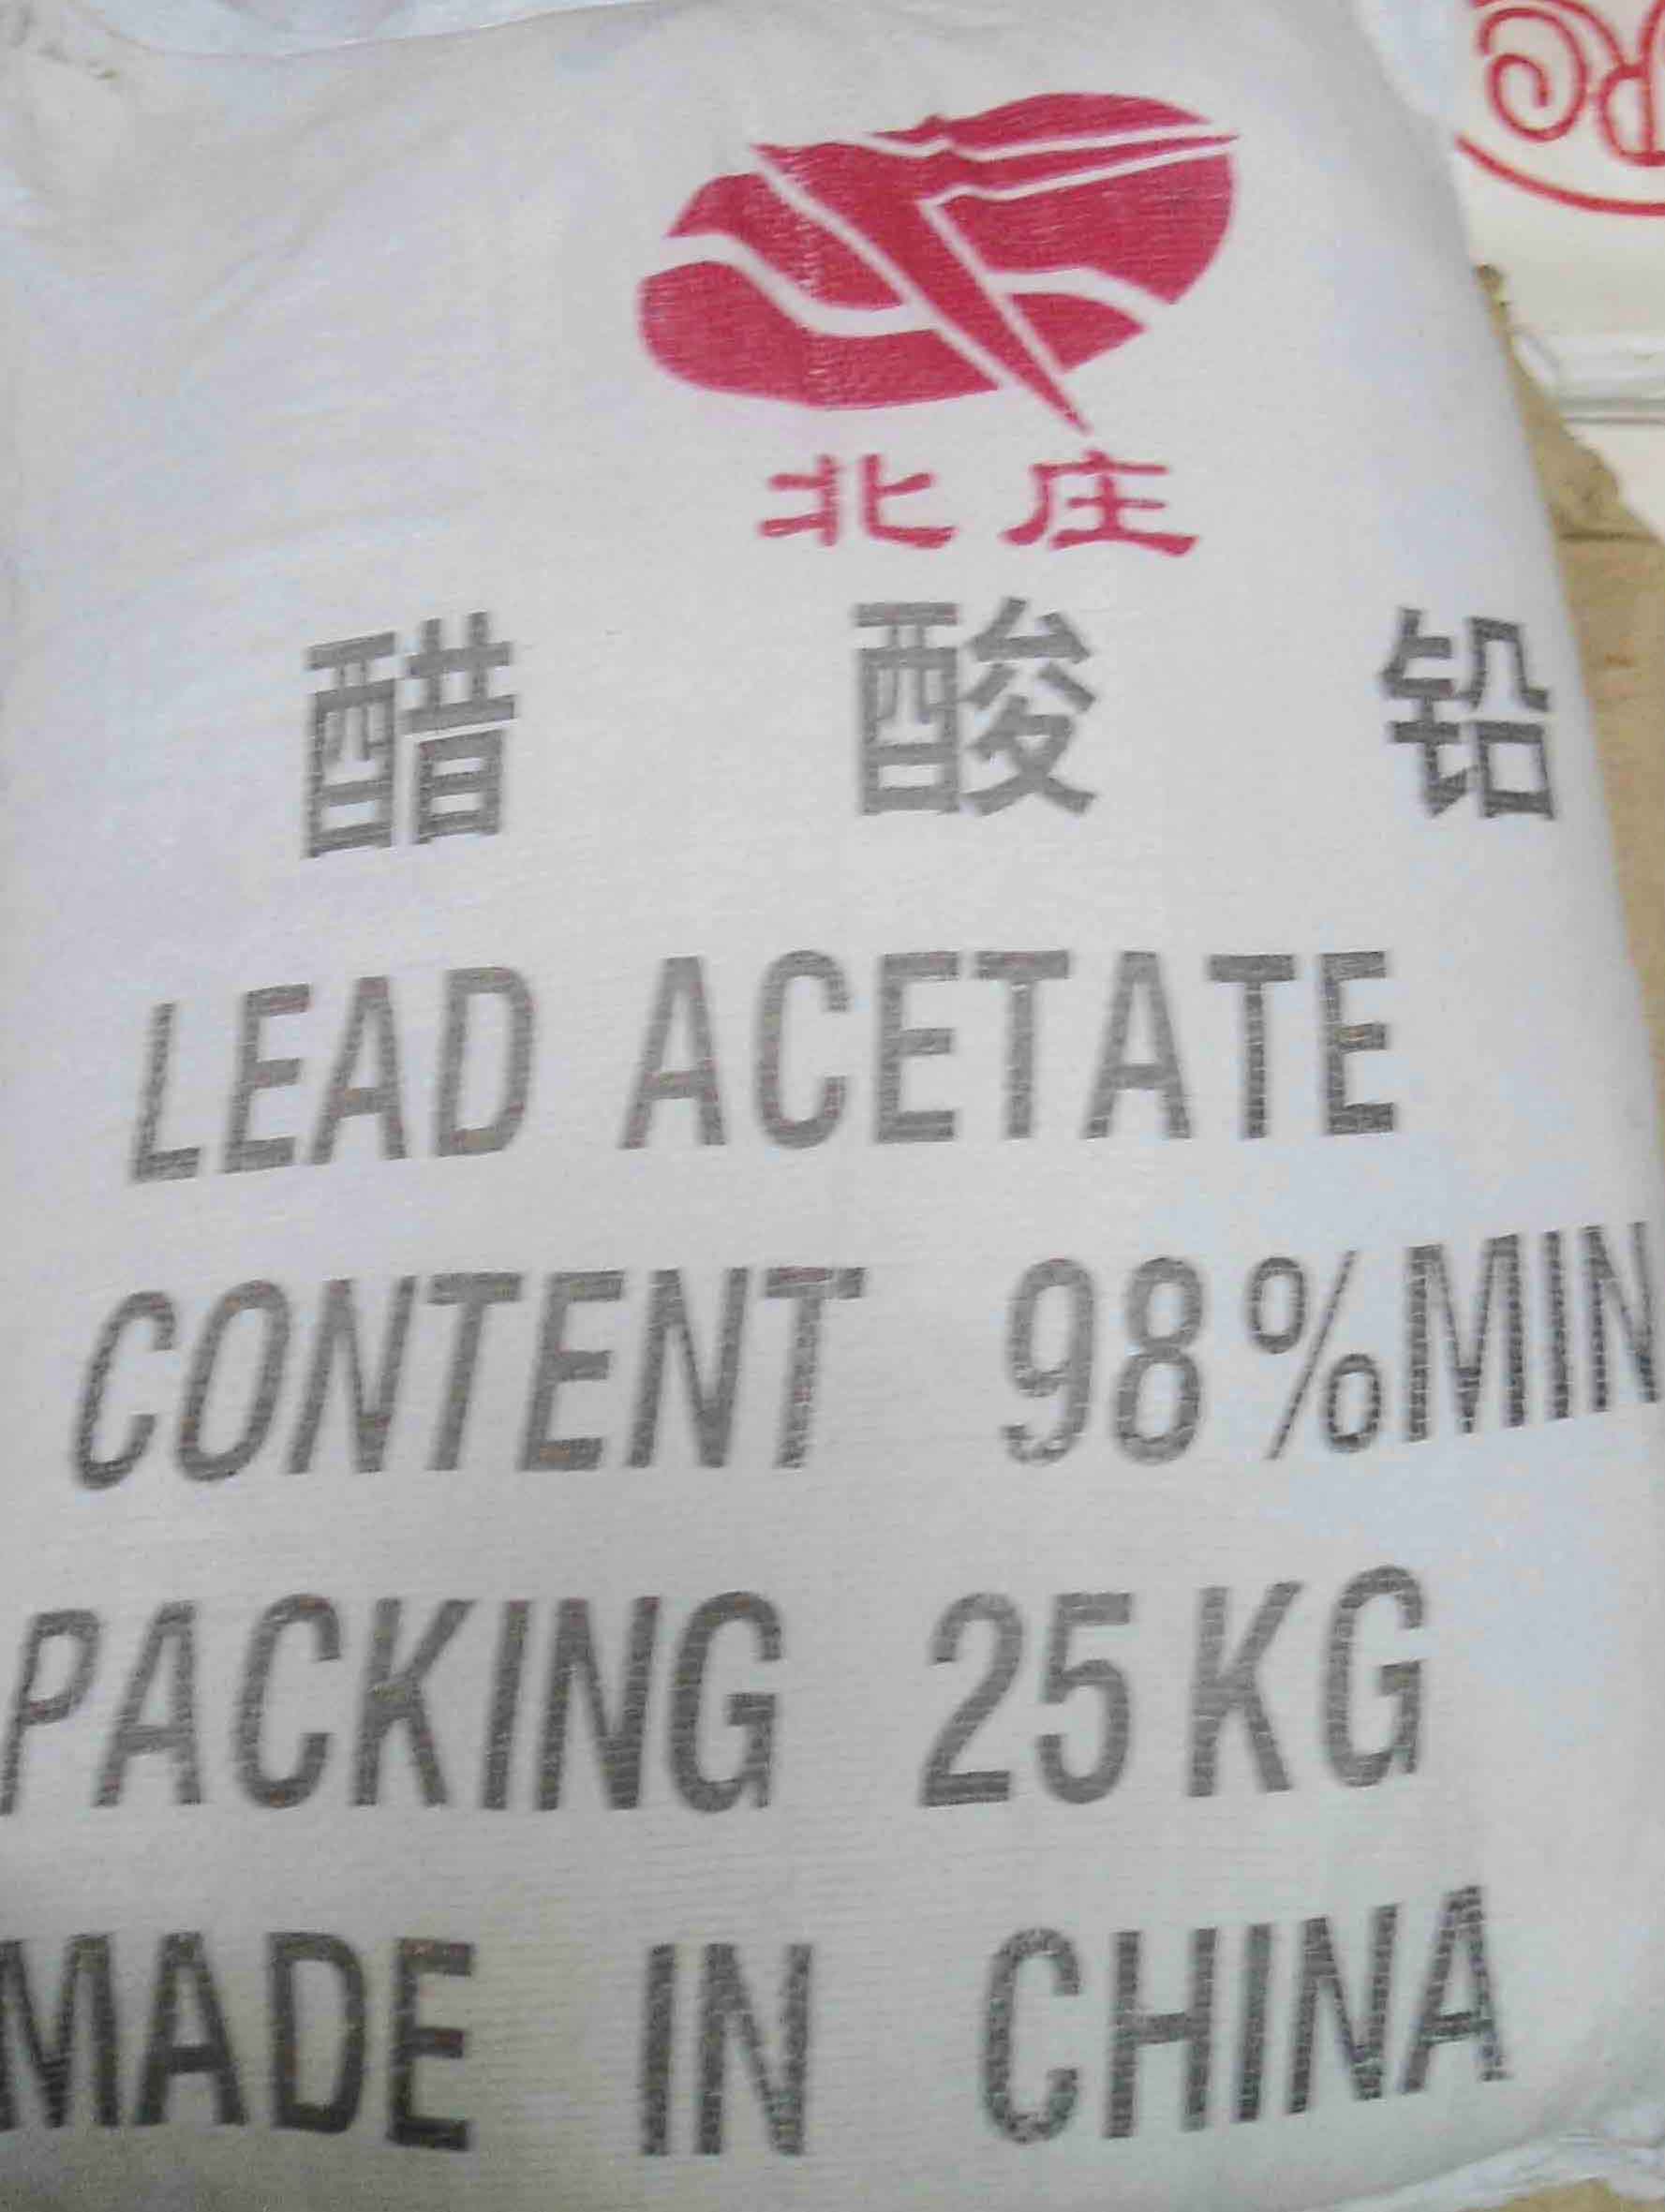 北庄
醋酸铅
LEAD ACETATE
CONTENT 98%MIN
PACKING 25KG
MADE IN CHINA